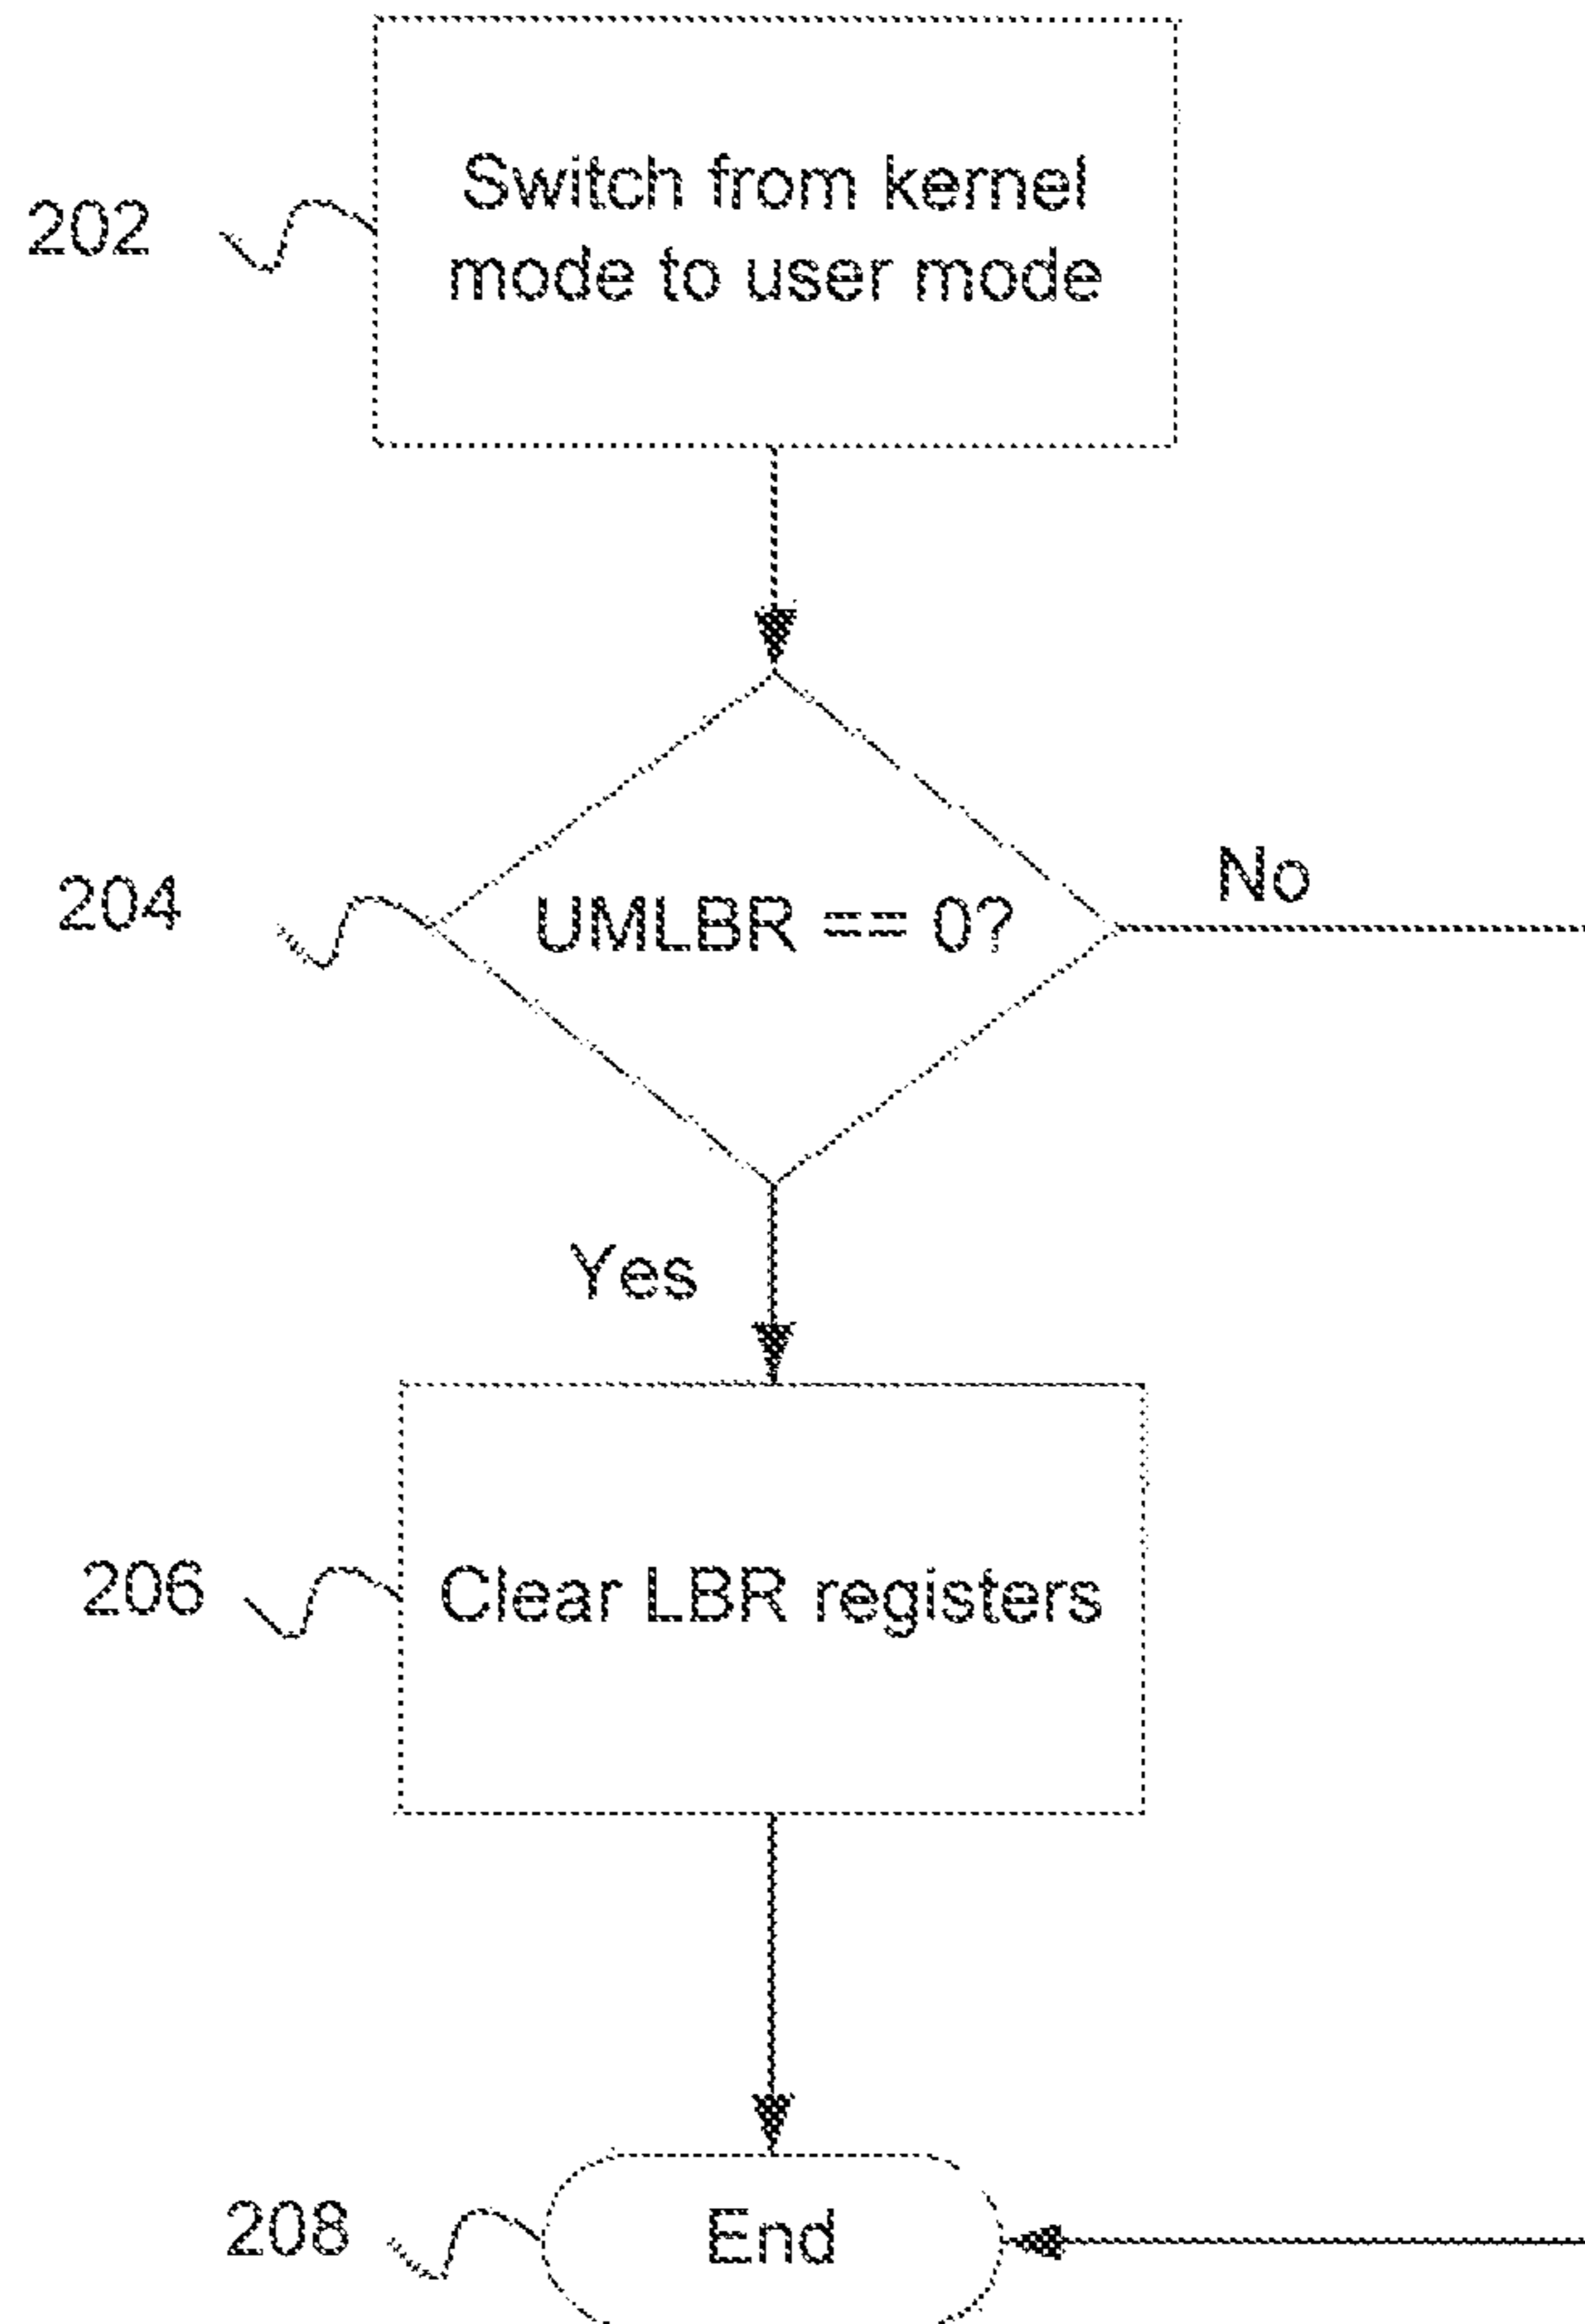 202
Switch from kernel
mode to user mode
204
UMLBR == 0?
No
Yes
206
Clear LBR registers
208
End